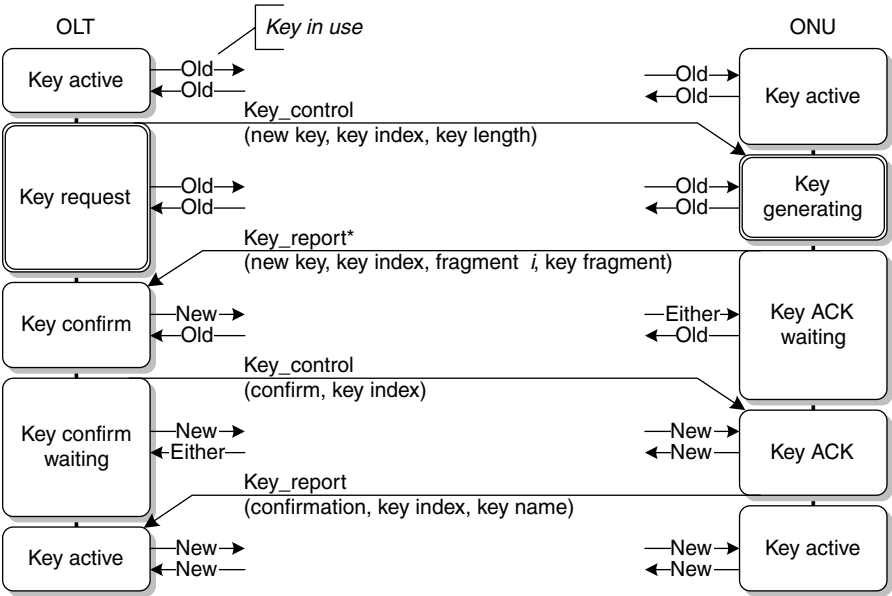 OLT
Key in use
ONU
Key active
Old
Old
Old
Old
Key active
Key_control
(new key, key index, key length)
Key request
Old
Old
Old
Old
Key
generating
Key_report*
(new key, key index, fragment i, key fragment)
Key confirm
New
Old
Either
Old
Key ACK
waiting
Key_control
(confirm, key index)
Key confirm
waiting
New
Either
New
New
Key ACK
Key_report
(confirmation, key index, key name)
Key active
New
New
New
New
Key active